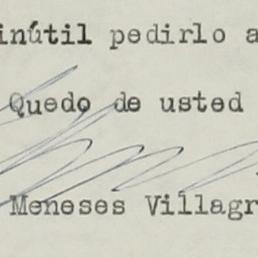 inútil pedirlo a
Quedo de usted
Meneses Villagr